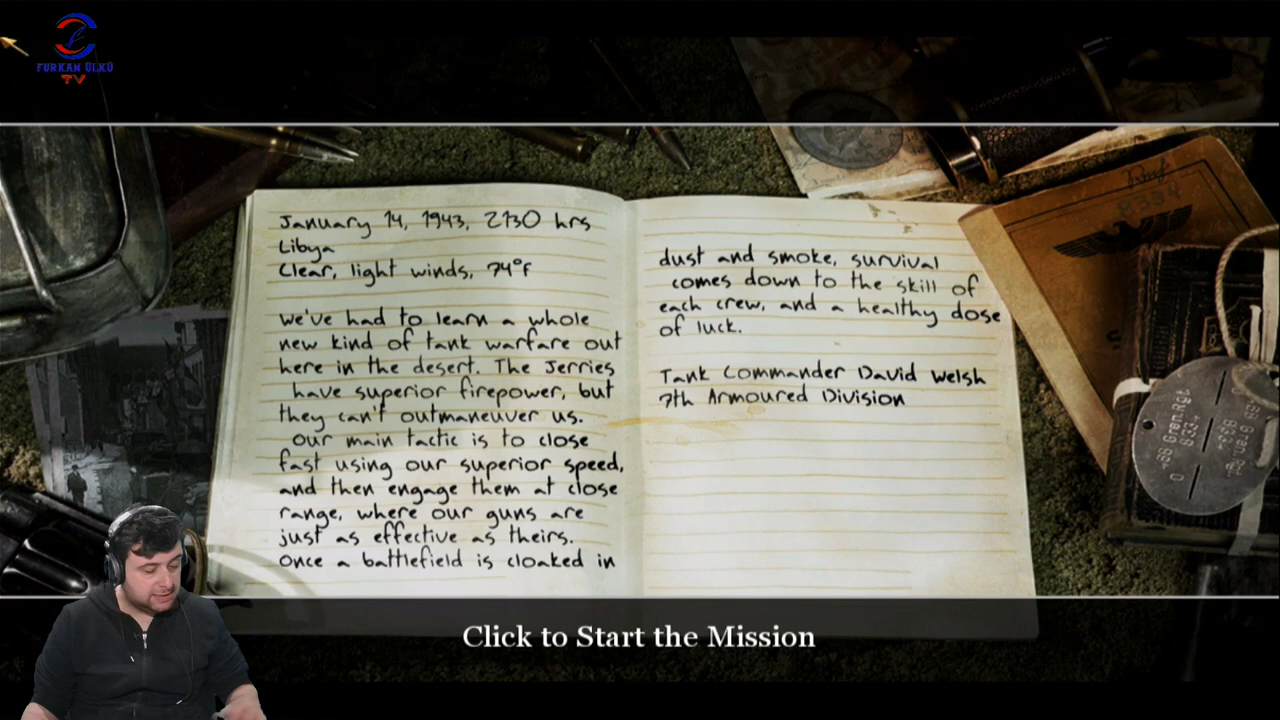 FURKAN ÜLKÜ
TV
January 14, 1943, 2130 hrs
Libya
Clear, light winds, 74°F
We've had to learn a whole
new kind of tank warfare out
here in the desert. The Jerries
have superior firepower, but
they can't outmaneuver us.
Our main tactic is to close
fast using our superior speed,
and then engage them at close
range, where our guns are
just as effective as theirs.
Once a battlefield is cloaked in
dust and smoke, survival
comes down to the skill of
each crew, and a healthy dose
of luck.
Tank Commander David Welsh
7th Armoured Division
Click to Start the Mission